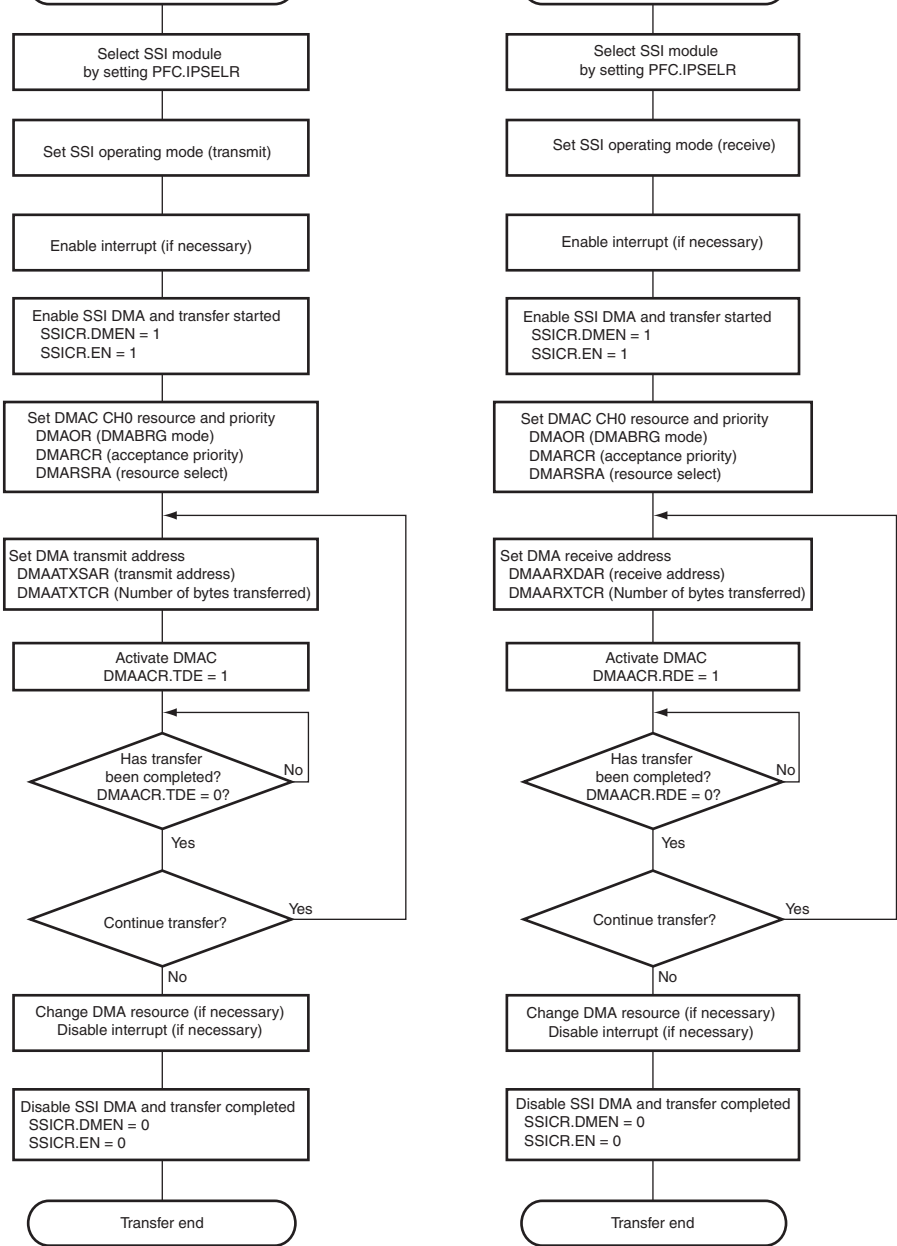 Select SSI module
by setting PFC.IPSELR
Set SSI operating mode (transmit)
Enable interrupt (if necessary)
Enable SSI DMA and transfer started
SSICR.DMEN = 1
SSICR.EN = 1
Set DMAC CH0 resource and priority
DMAOR (DMABRG mode)
DMARCR (acceptance priority)
DMARSRA (resource select)
Set DMA transmit address
DMAATXSAR (transmit address)
DMAATXTCR (Number of bytes transferred)
Activate DMAC
DMAACR.TDE = 1
Has transfer
been completed?
DMAACR.TDE = 0?
No
Yes
Continue transfer?
Yes
No
Change DMA resource (if necessary)
Disable interrupt (if necessary)
Disable SSI DMA and transfer completed
SSICR.DMEN = 0
SSICR.EN = 0
Transfer end
Select SSI module
by setting PFC.IPSELR
Set SSI operating mode (receive)
Enable interrupt (if necessary)
Enable SSI DMA and transfer started
SSICR.DMEN = 1
SSICR.EN = 1
Set DMAC CH0 resource and priority
DMAOR (DMABRG mode)
DMARCR (acceptance priority)
DMARSRA (resource select)
Set DMA receive address
DMAARXDAR (receive address)
DMAARXTCR (Number of bytes transferred)
Activate DMAC
DMAACR.RDE = 1
Has transfer
been completed?
DMAACR.RDE = 0?
No
Yes
Continue transfer?
Yes
No
Change DMA resource (if necessary)
Disable interrupt (if necessary)
Disable SSI DMA and transfer completed
SSICR.DMEN = 0
SSICR.EN = 0
Transfer end